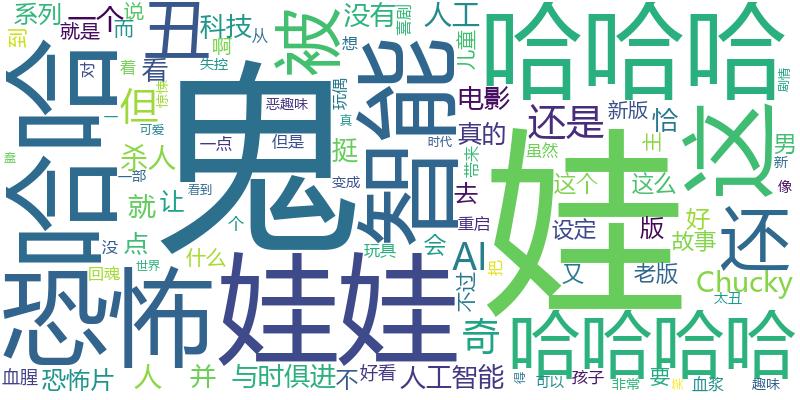 系列
一个
说
就是
而
丑
科技
啊
从
没有
喜剧
人工
儿童
哈哈哈
到
对
着
看
失控
被
想
哈哈
但
惊悚
鬼
恶趣味
玩偶
真
智能
电影
还是
新版
恰
这
剧情
男
一
可爱
一点
但是
挺
时代
真的
虽然
主
新
盒
杀人
一部
看到
变成
带来
娃
这个
这么
像
就
让
去
设定
版
好
故事
还
没
点
个
重启
回魂
世界
什么
娃娃
玩具
会
AI
不过
把
又
老版
Chucky
太丑
恐怖
奇
哈哈哈哈
血腥
恐怖片
人
并
与时俱进
不
好看
人工智能
得
可以
孩子
非常
要
血浆
趣味